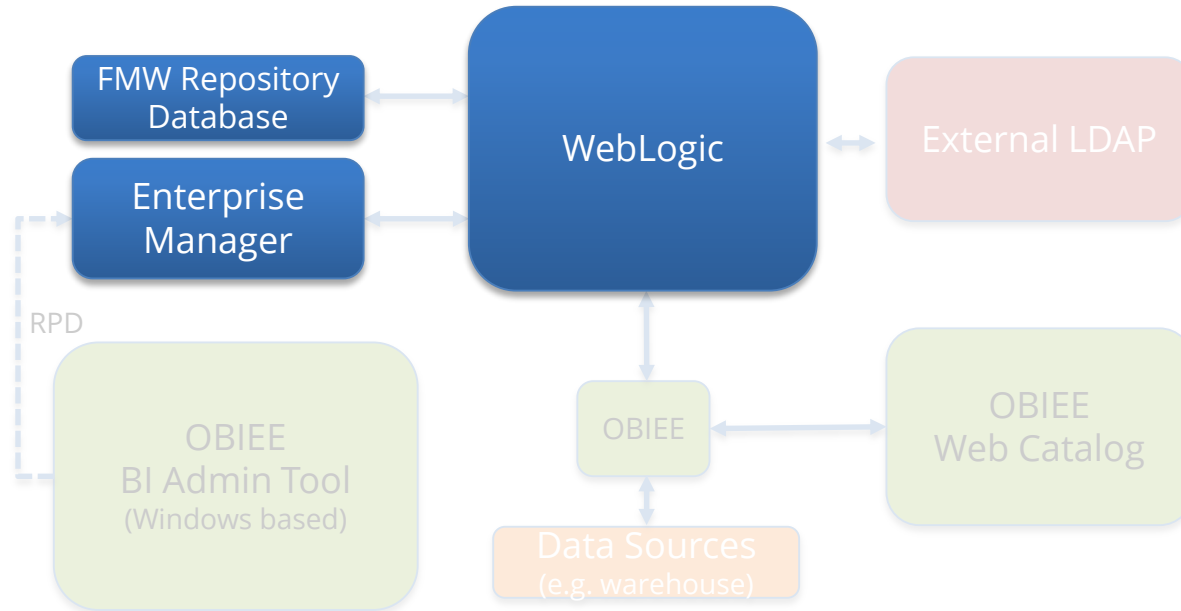 FMW Repository
Database
WebLogic
External LDAP
Enterprise
Manager
RPD
OBIEE
BI Admin Tool
(Windows based)
OBIEE
OBIEE
Web Catalog
Data Sources
(e.g. warehouse)